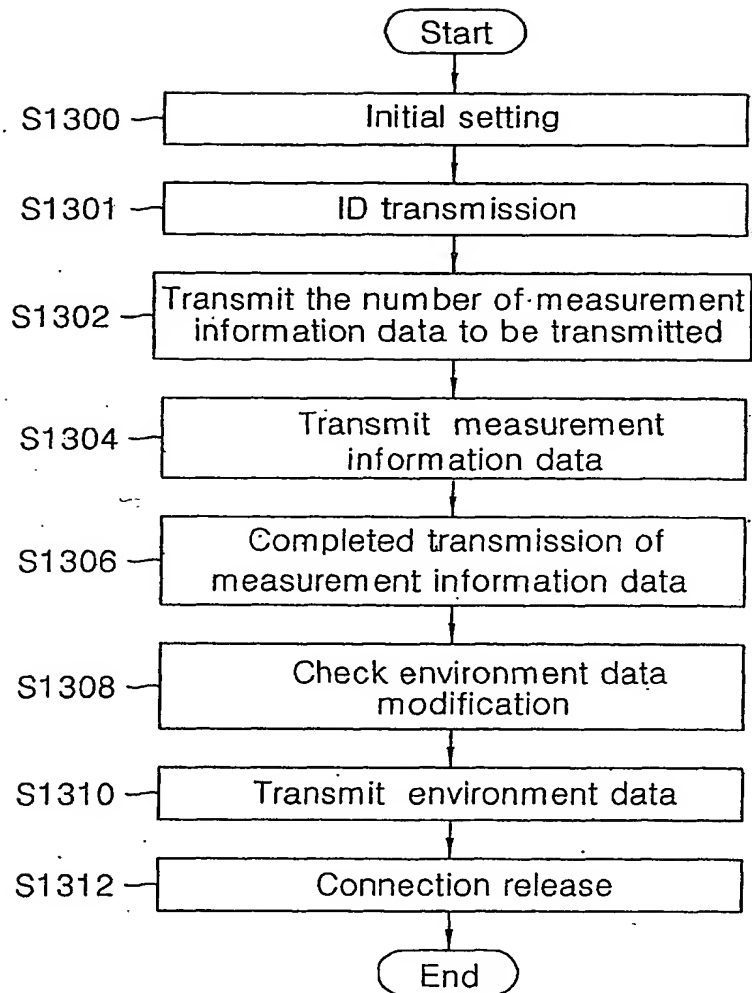 Start
S1300
Initial setting
S1301
ID transmission
S1302
Transmit the number of measurement
information data to be transmitted
S1304
Transmit measurement
information data
S1306
Completed transmission of
measurement information data
S1308
Check environment data
modification
S1310
Transmit environment data
S1312
Connection release
End